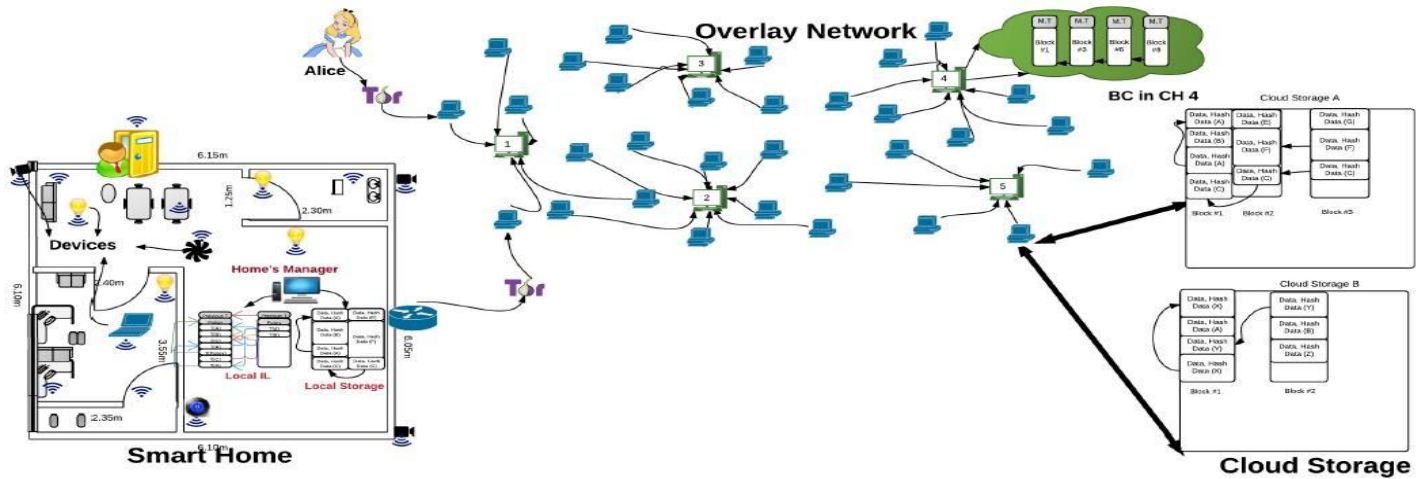 Overlay Network
Alice
Tor
1
2
3
4
5
M.T
M.T
M.T
M.T
Block
#1
Block
#3
Block
#6
Block
#9
BC in CH 4
Cloud Storage A
Data, Hash
Data (A)
Data, Hash
Data (B)
Data, Hash
Data (A)
Data, Hash
Data (C)
Block #1
Data, Hash
Data (E)
Data, Hash
Data (F)
Data, Hash
Data (C)
Block #2
Data, Hash
Data (G)
Data, Hash
Data (F)
Data, Hash
Block #3
Cloud Storage B
Data, Hash
Data (X)
Data, Hash
Data (A)
Data, Hash
Data (Y)
Data, Hash
Data (X)
Block #1
Data, Hash
Data (Y)
Data, Hash
Data (B)
Data, Hash
Data (Z)
Block #2
Cloud Storage
6.15m
1.25m
2.30m
Devices
6.10m
2.40m
Home's Manager
Tor
3.55m
6.05m
Local IL
Local Storage
2.35m
6.10m
Smart Home